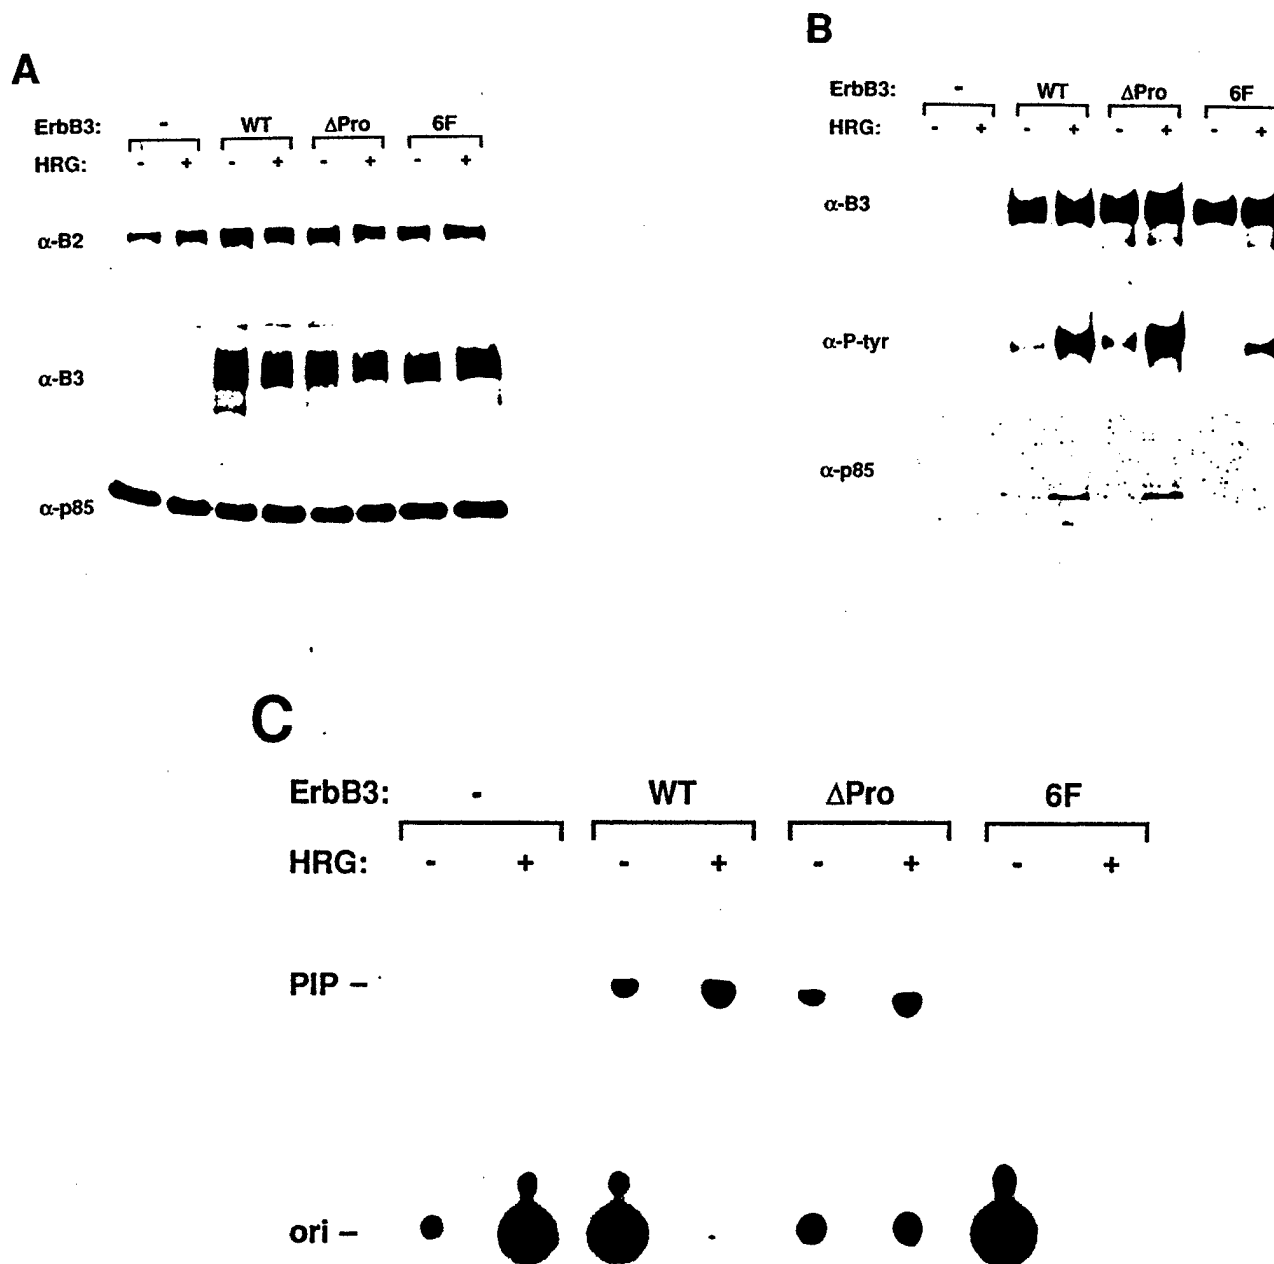 A
ErbB3: - WT ΔPro 6F
HRG: - + - + - + - +
α-B2
α-B3
α-p85
B
ErbB3: - WT ΔPro 6F
HRG: - + - + - + - +
α-B3
α-P-tyr
α-p85
C
ErbB3: - WT ΔPro 6F
HRG: - + - + - + - +
PIP –
ori –